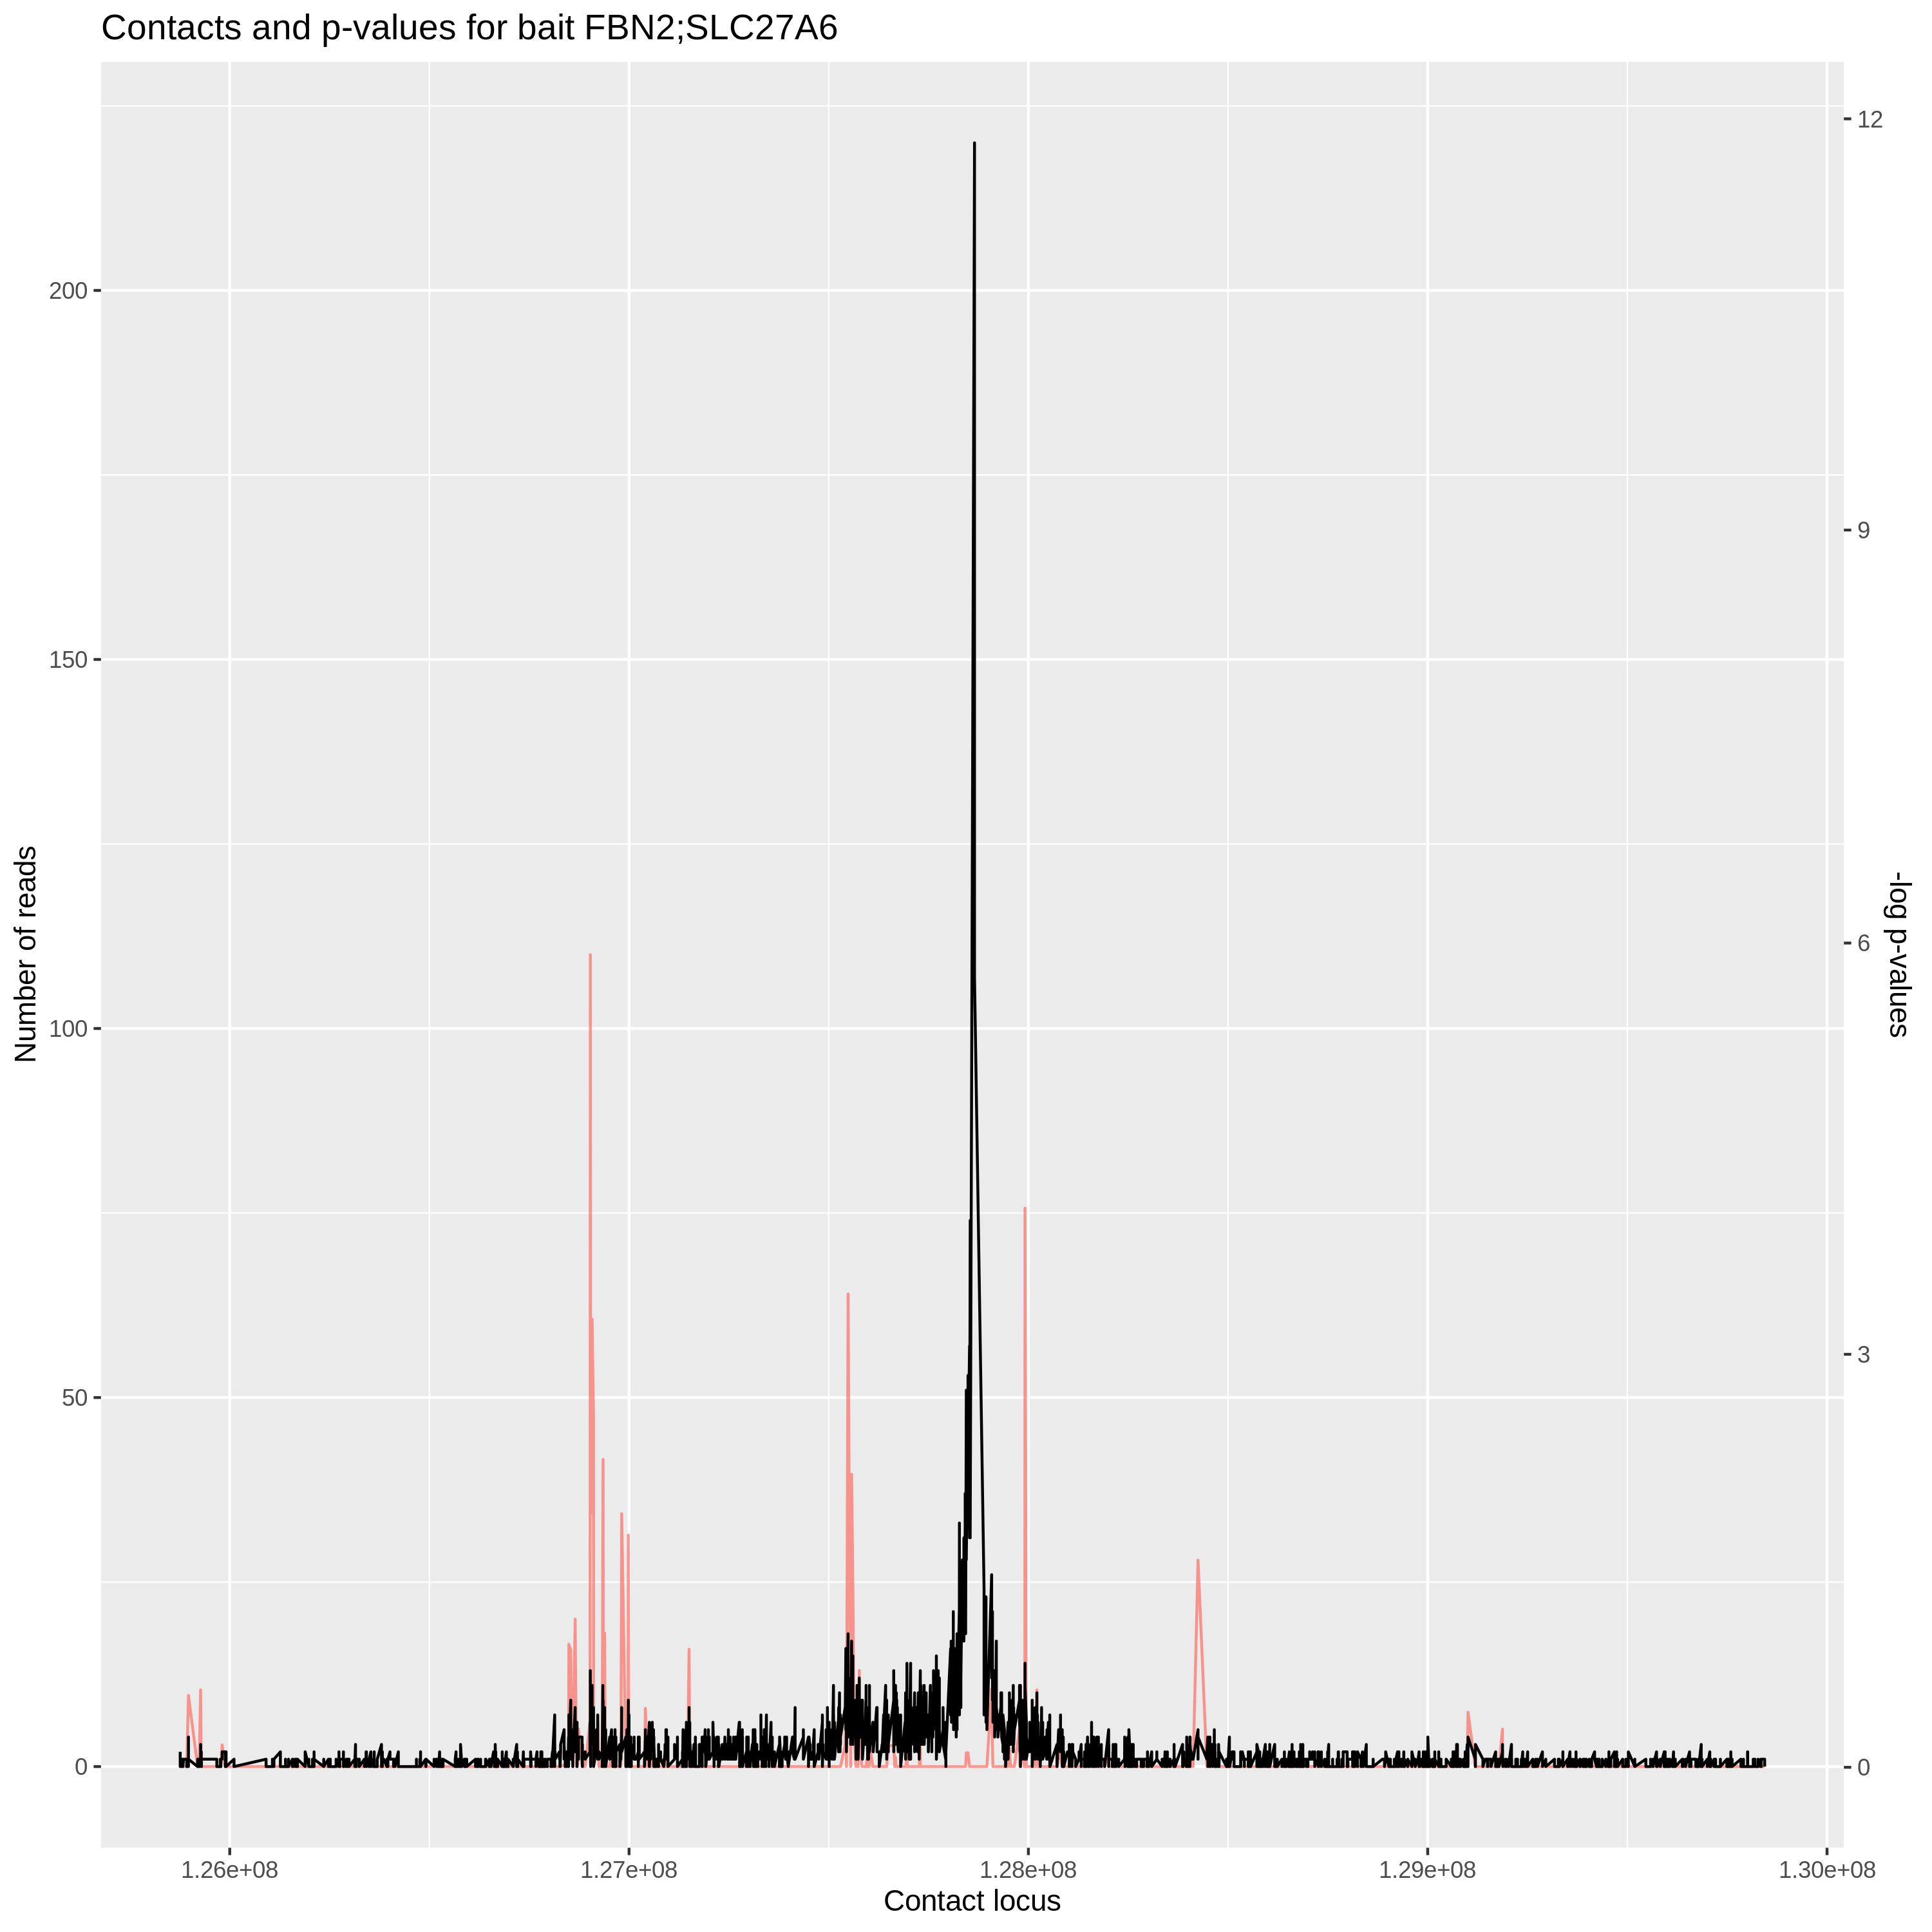 Contacts and p-values for bait FBN2;SLC27A6
Number of reads
200
150
100
50
0
12
9
6
3
0
-log p-values
1.26e+08
1.27e+08
1.28e+08
1.29e+08
1.30e+08
Contact locus